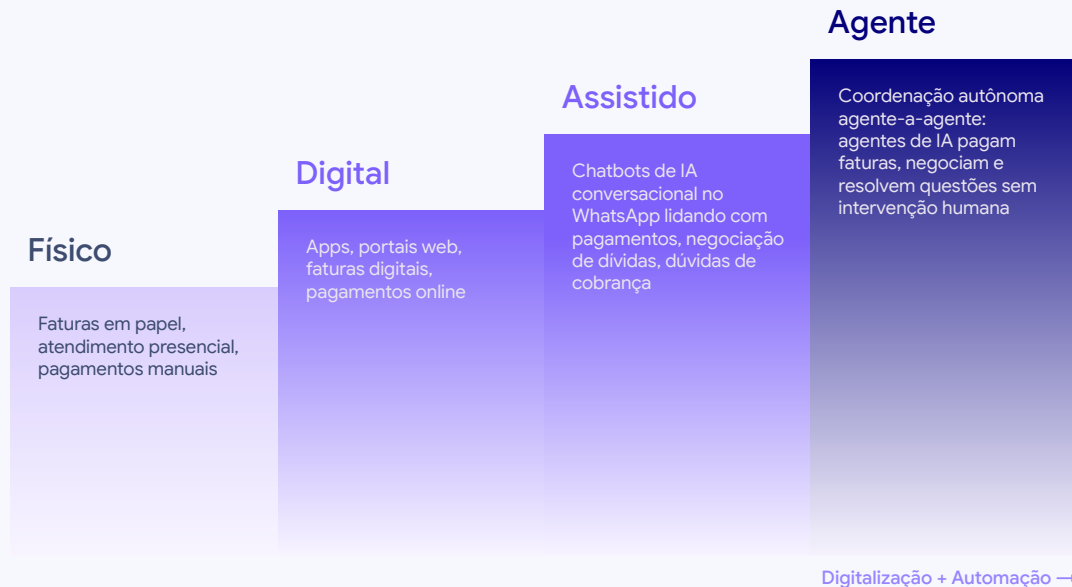 Físico
Faturas em papel,
atendimento presencial,
pagamentos manuais
Digital
Apps, portais web,
faturas digitais,
pagamentos online
Assistido
Chatbots de IA
conversacional no
WhatsApp lidando com
pagamentos, negociação
de dívidas, dúvidas de
cobrança
Agente
Coordenação autônoma
agente-a-agente:
agentes de IA pagam
faturas, negociam e
resolvem questões sem
intervenção humana
Digitalização + Automação →